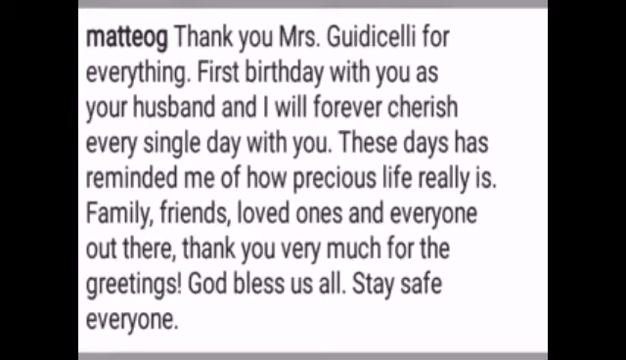 matteog Thank you Mrs. Guidicelli for
everything. First birthday with you as
your husband and I will forever cherish
every single day with you. These days has
reminded me of how precious life really is.
Family, friends, loved ones and everyone
out there, thank you very much for the
greetings! God bless us all. Stay safe
everyone.